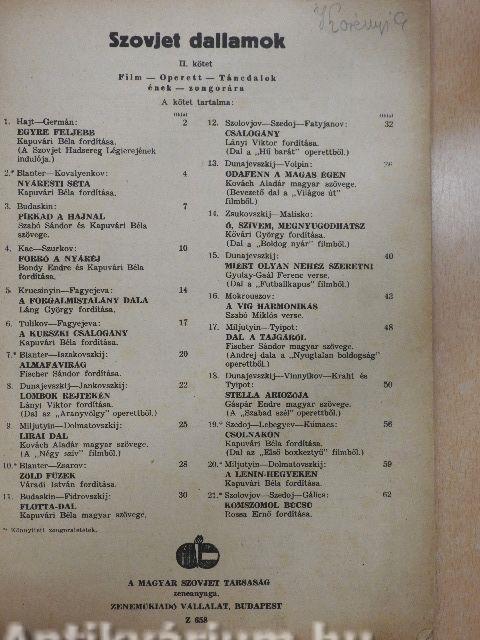 Szovjet dallamok
II. kötet
Film — Operett — Táncdalok
ének — zongorára
A kötet tartalma:
Oldal
1. Hajt—Germán: 2
EGYRE FELJEBB
Kapuvári Béla fordítása.
(A Szovjet Hadsereg Légierejének
indulója.)
2.* Blanter—Kovalyenkov: 4
NYÁRESTI SÉTA
Kapuvári Béla fordítása.
3. Budaskin: 7
PIRKAD A HAJNAL
Szabó Sándor és Kapuvári Béla
szövege.
4. Kac—Szurkov: 10
FORRÓ A NYÁRÉJ
Bondy Endre és Kapuvári Béla
fordítása.
5. Krucsinyin—Fagyejeva: 14
A FORGALMISTALÁNY DALA
Láng György fordítása.
6. Tulikov—Fagyejeva: 17
A KURSZKI CSALOGÁNY
Kapuvári Béla fordítása.
7.* Blanter—Iszakovszkij: 20
ALMAFAVIRÁG
Fischer Sándor fordítása.
8. Dunajevszkij—Jankovszkij: 22
LOMBOK REJTEKÉN
Lányi Viktor fordítása.
(Dal az „Aranyvölgy" operettből.)
9. Miljutyin—Dolmatovszkij: 25
LIRAI DAL
Kovách Aladár magyar szövege.
(A „Négy szív" filmből.)
10.* Blanter—Zsarov: 28
ZÖLD FÜZEK
Váradi István fordítása.
11. Budaskin—Fidrovszkij: 30
FLOTTA-DAL
Kapuvári Béla magyar szövege.
* Könnyített zongoraletétek.
Oldal
12. Szolovjov—Szedoj—Fatyjanov: 32
CSALOGÁNY
Lányi Viktor fordítása.
(Dal a „Hű barát" operettből.)
13. Dunajevszkij—Volpin:
ODAFENN A MAGAS ÉGEN
Kovách Aladár magyar szövege.
(Bevezető dal a „Világos út"
filmből.)
14. Zsukovszkij—Malisko:
Ó, SZIVEM, MEGNYUGODHATSZ
Kővári György fordítása.
(Dal a „Boldog nyár" filmből.)
15. Dunajevszkij: 40
MIÉRT OLYAN NEHÉZ SZERETNI
Gyulay-Gaál Ferenc verse.
(Dal a „Futballkapus" filmből.)
16. Mokrouszov: 43
A VIG HARMONIKÁS
Szabó Miklós verse.
17. Miljutyin—Tyipot: 48
DAL A TAJGÁRÓL
Fischer Sándor magyar szövege.
(Andrej dala a „Nyugtalan boldogság"
operettből.)
18. Dunajevszkij—Vinnyikov—Kraht és
Tyipot: 50
STELLA ARIOZOJA
Gáspár Endre magyar szövege.
(A „Szabad szél" operettből.)
19.* Szedoj—Lebegyev—Kumacs: 56
CSÓLNAKON
Kapuvári Béla fordítása.
(Dal az „Első bokszkesztyű" filmből.)
20.* Miljutyin—Dolmatovszkij: 59
A LENIN-HEGYEKEN
Kapuvári Béla fordítása.
21.* Szolovjov—Szedoj—Gálics: 62
KOMSZOMOL BÚCSÚ
Rossa Ernő fordítása.
A MAGYAR SZOVJET TÁRSASÁG
zeneanyaga.
ZENEMŰKIADÓ VÁLLALAT, BUDAPEST
Z 658
Antikvárium.hu